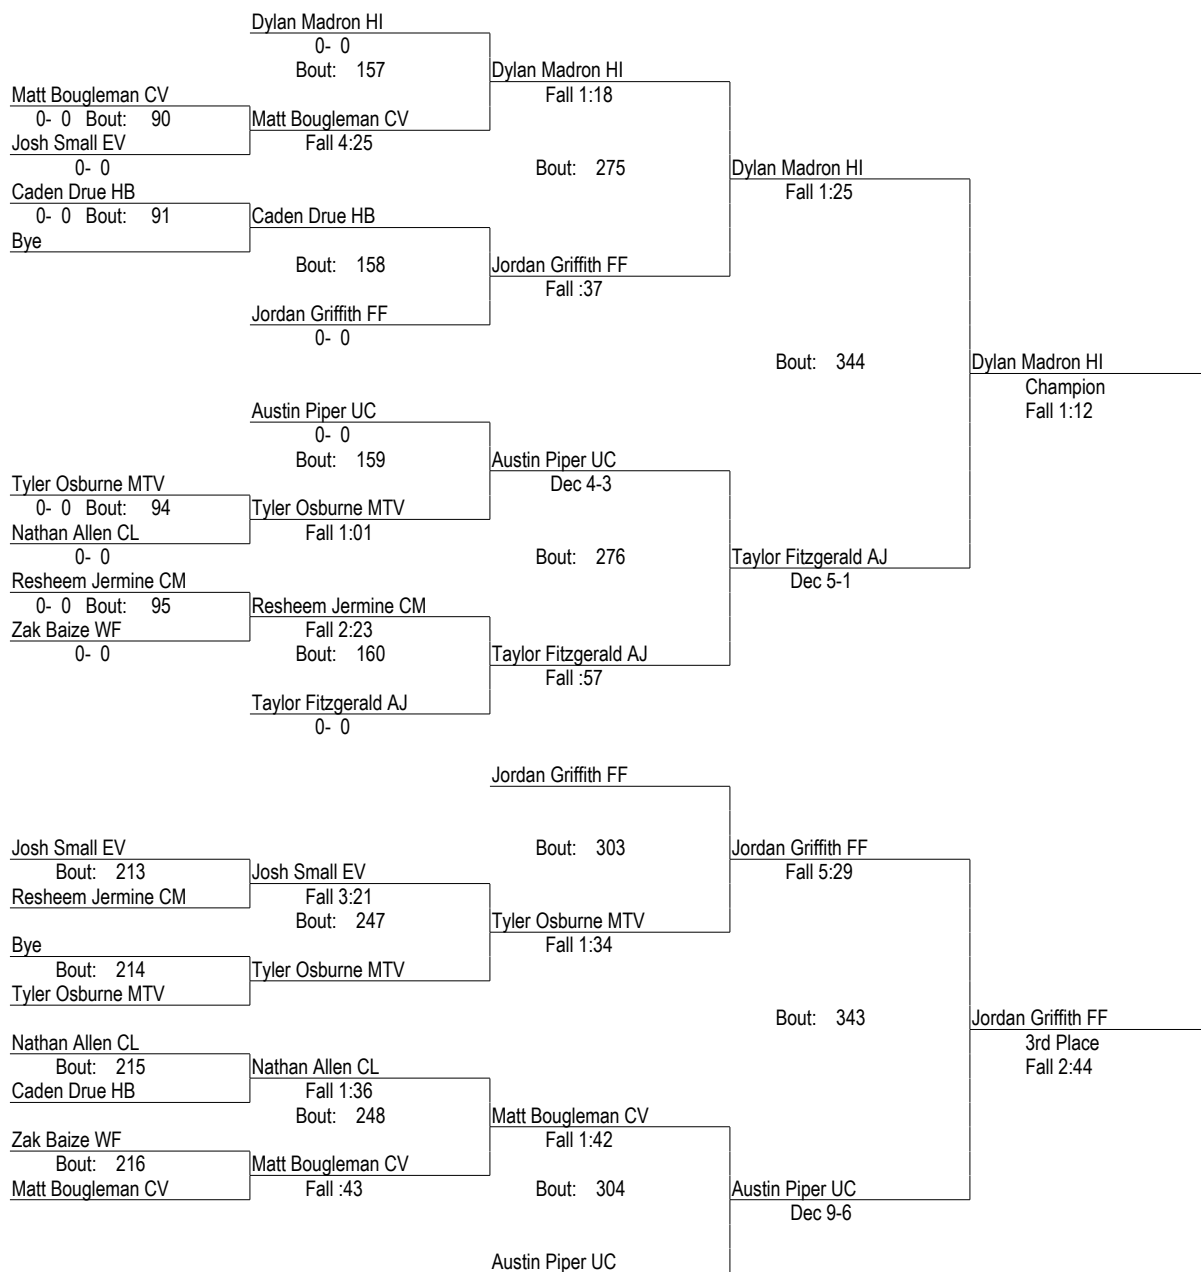 Dylan Madron HI
0- 0
Bout: 157
Dylan Madron HI
Fall 1:18
Matt Bougleman CV
0- 0 Bout: 90
Matt Bougleman CV
Josh Small EV
Fall 4:25
0- 0
Bout: 275
Dylan Madron HI
Fall 1:25
Caden Drue HB
0- 0 Bout: 91
Caden Drue HB
Bye
Bout: 158
Jordan Griffith FF
Fall :37
Jordan Griffith FF
0- 0
Bout: 344
Dylan Madron HI
Champion
Fall 1:12
Austin Piper UC
0- 0
Bout: 159
Austin Piper UC
Dec 4-3
Tyler Osburne MTV
0- 0 Bout: 94
Tyler Osburne MTV
Nathan Allen CL
Fall 1:01
0- 0
Bout: 276
Taylor Fitzgerald AJ
Dec 5-1
Resheem Jermine CM
0- 0 Bout: 95
Resheem Jermine CM
Zak Baize WF
Fall 2:23
0- 0
Bout: 160
Taylor Fitzgerald AJ
Fall :57
Taylor Fitzgerald AJ
0- 0
Jordan Griffith FF
Josh Small EV
Bout: 303
Jordan Griffith FF
Bout: 213
Josh Small EV
Fall 5:29
Resheem Jermine CM
Fall 3:21
Bout: 247
Tyler Osburne MTV
Fall 1:34
Bye
Bout: 214
Tyler Osburne MTV
Tyler Osburne MTV
Bout: 343
Jordan Griffith FF
3rd Place
Fall 2:44
Nathan Allen CL
Bout: 215
Nathan Allen CL
Caden Drue HB
Fall 1:36
Bout: 248
Matt Bougleman CV
Fall 1:42
Zak Baize WF
Bout: 216
Matt Bougleman CV
Matt Bougleman CV
Fall :43
Bout: 304
Austin Piper UC
Dec 9-6
Austin Piper UC